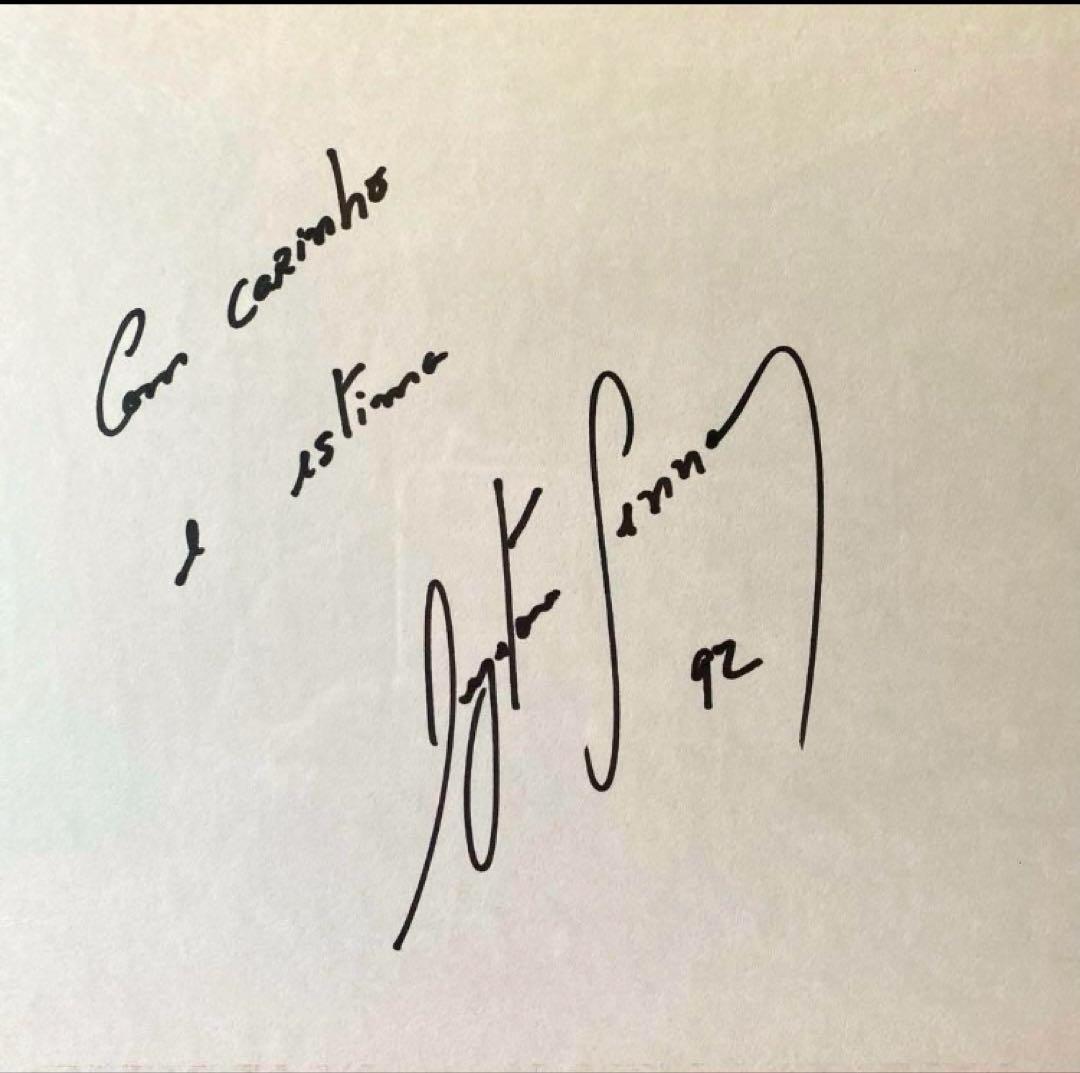 Com carinho
e estima
Ayrton Senna
92